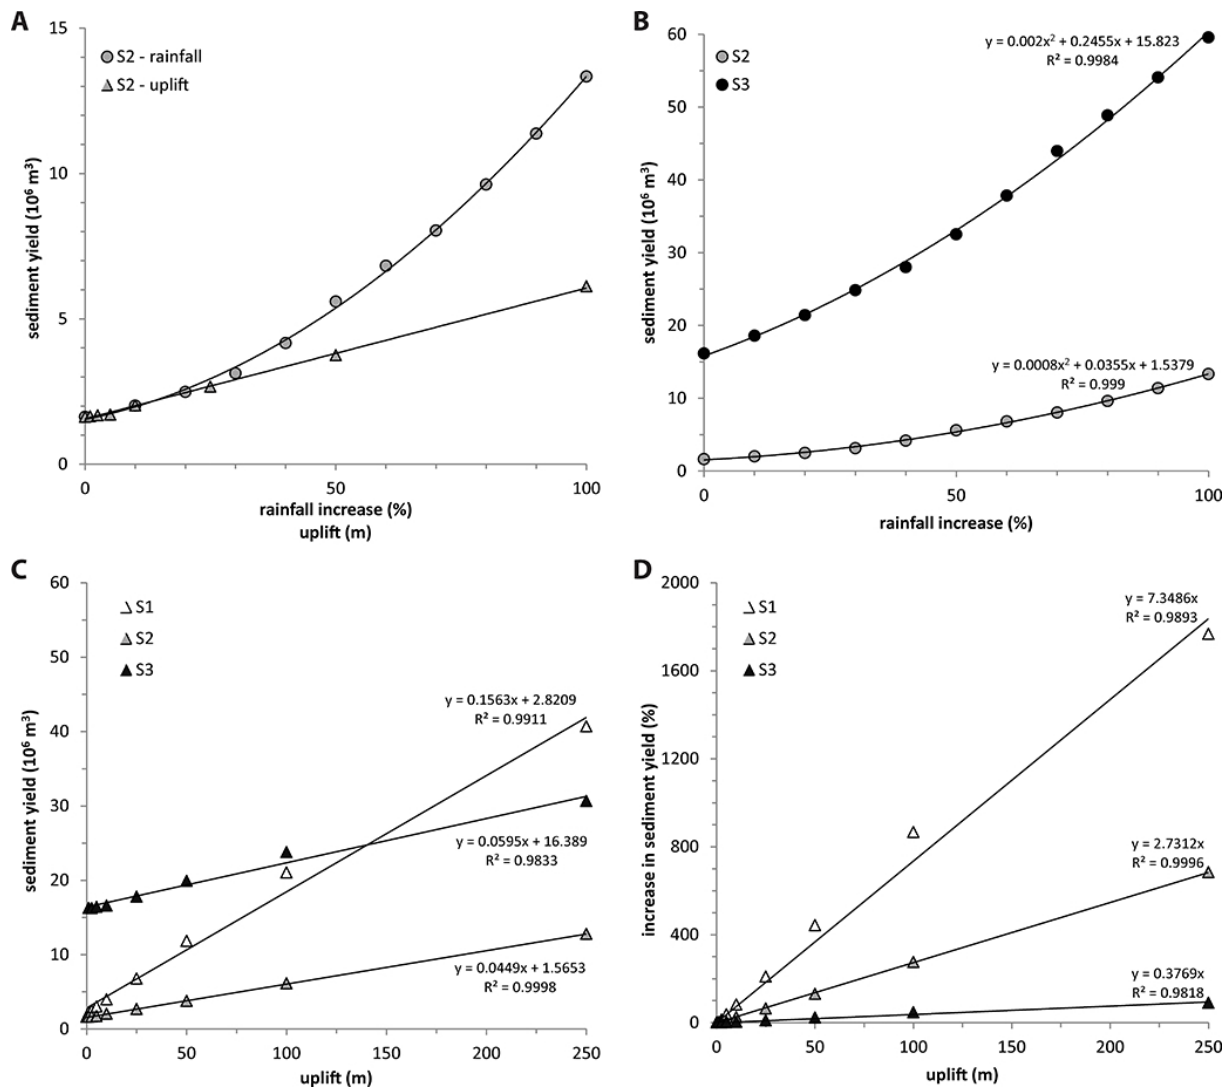 A
15
10
5
0
sediment yield (10⁶ m³)
S2 - rainfall
S2 - uplift
0
50
100
rainfall increase (%)
uplift (m)
B
60
50
40
30
20
10
0
sediment yield (10⁶ m³)
S2
S3
y = 0.002x² + 0.2455x + 15.823
R² = 0.9984
y = 0.0008x² + 0.0355x + 1.5379
R² = 0.999
0
50
100
rainfall increase (%)
C
60
50
40
30
20
10
0
sediment yield (10⁶ m³)
S1
S2
S3
y = 0.1563x + 2.8209
R² = 0.9911
y = 0.0595x + 16.389
R² = 0.9833
y = 0.0449x + 1.5653
R² = 0.9998
0
50
100
150
200
250
uplift (m)
D
2000
1600
1200
800
400
0
increase in sediment yield (%)
S1
S2
S3
y = 7.3486x
R² = 0.9893
y = 2.7312x
R² = 0.9996
y = 0.3769x
R² = 0.9818
0
50
100
150
200
250
uplift (m)